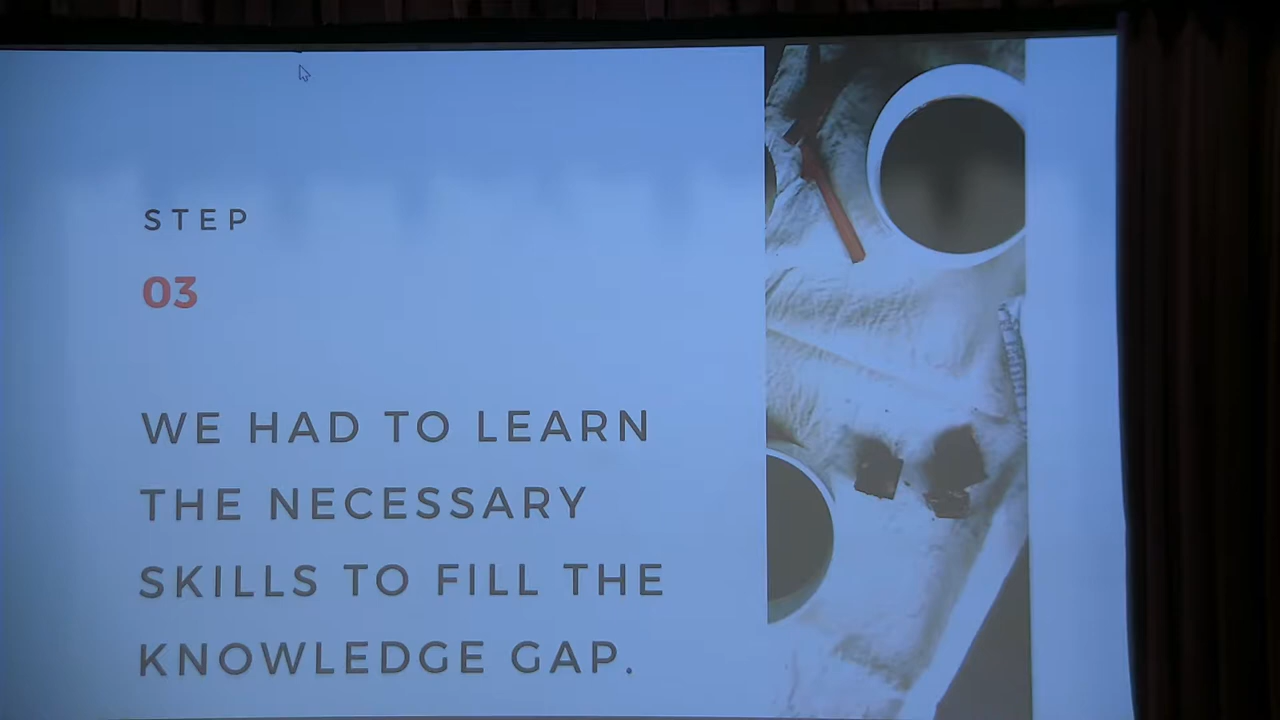 STEP
03
WE HAD TO LEARN
THE NECESSARY
SKILLS TO FILL THE
KNOWLEDGE GAP.